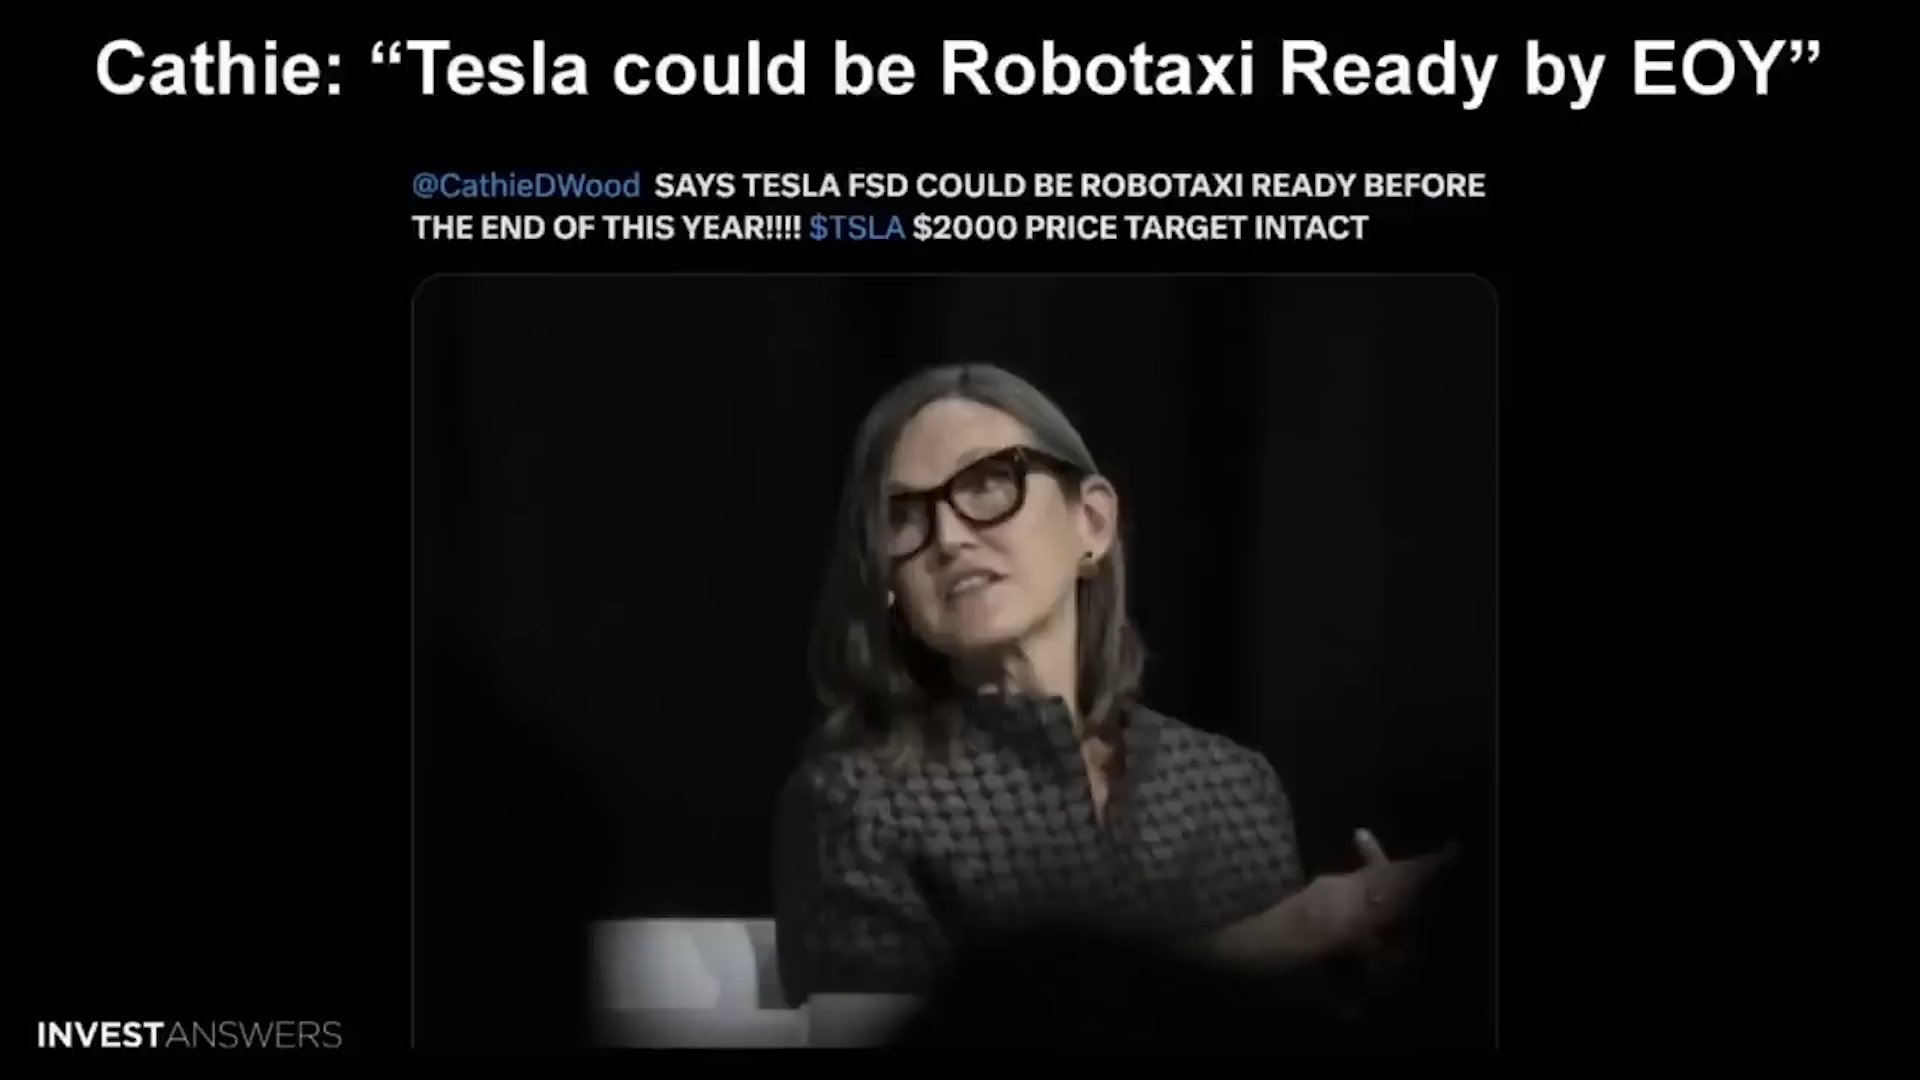 Cathie: “Tesla could be Robotaxi Ready by EOY”
@CathieDWood SAYS TESLA FSD COULD BE ROBOTAXI READY BEFORE
THE END OF THIS YEAR!!!! $TSLA $2000 PRICE TARGET INTACT
INVESTANSWERS